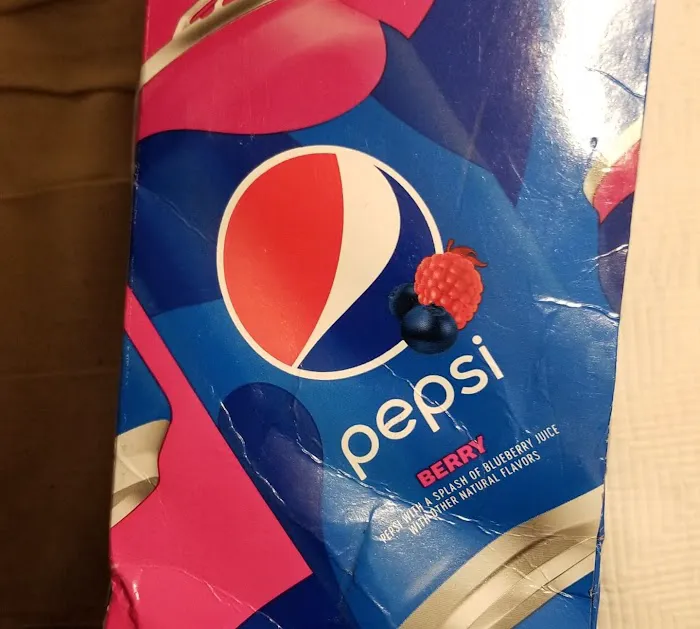 pepsi
BERRY
PEPSI WITH A SPLASH OF BLUEBERRY JUICE
WITH OTHER NATURAL FLAVORS